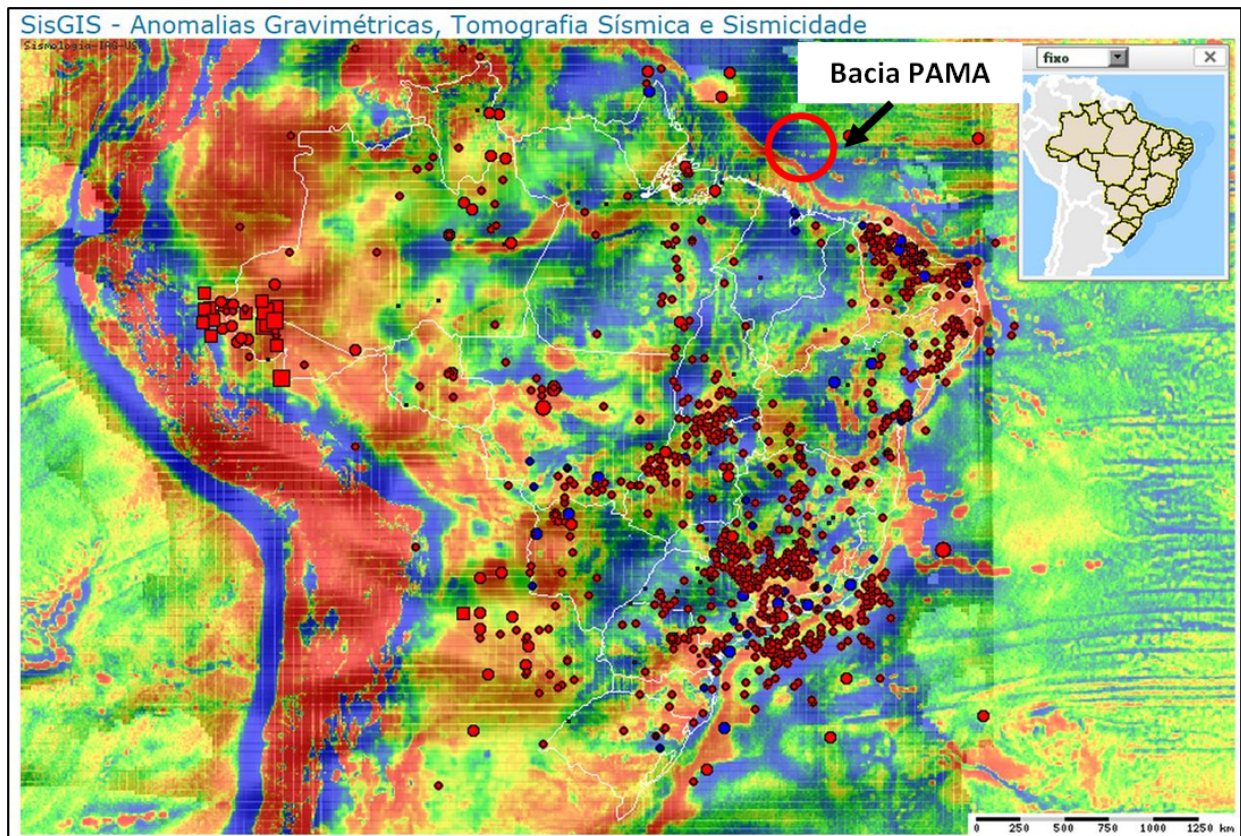 SisGIS - Anomalias Gravimétricas, Tomografia Sísmica e Sismicidade
Sismologia-IAG-USP
fixo
Bacia PAMA
0 250 500 750 1000 1250 km